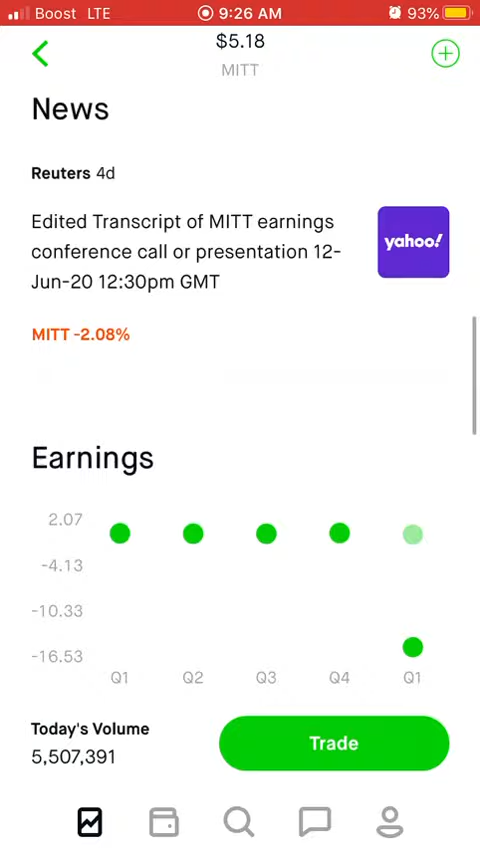 Boost LTE 9:26 AM 93%
$5.18
MITT
News
Reuters 4d
Edited Transcript of MITT earnings
conference call or presentation 12-
Jun-20 12:30pm GMT
yahoo!
MITT -2.08%
Earnings
2.07
-4.13
-10.33
-16.53
Q1 Q2 Q3 Q4 Q1
Today's Volume
5,507,391
Trade